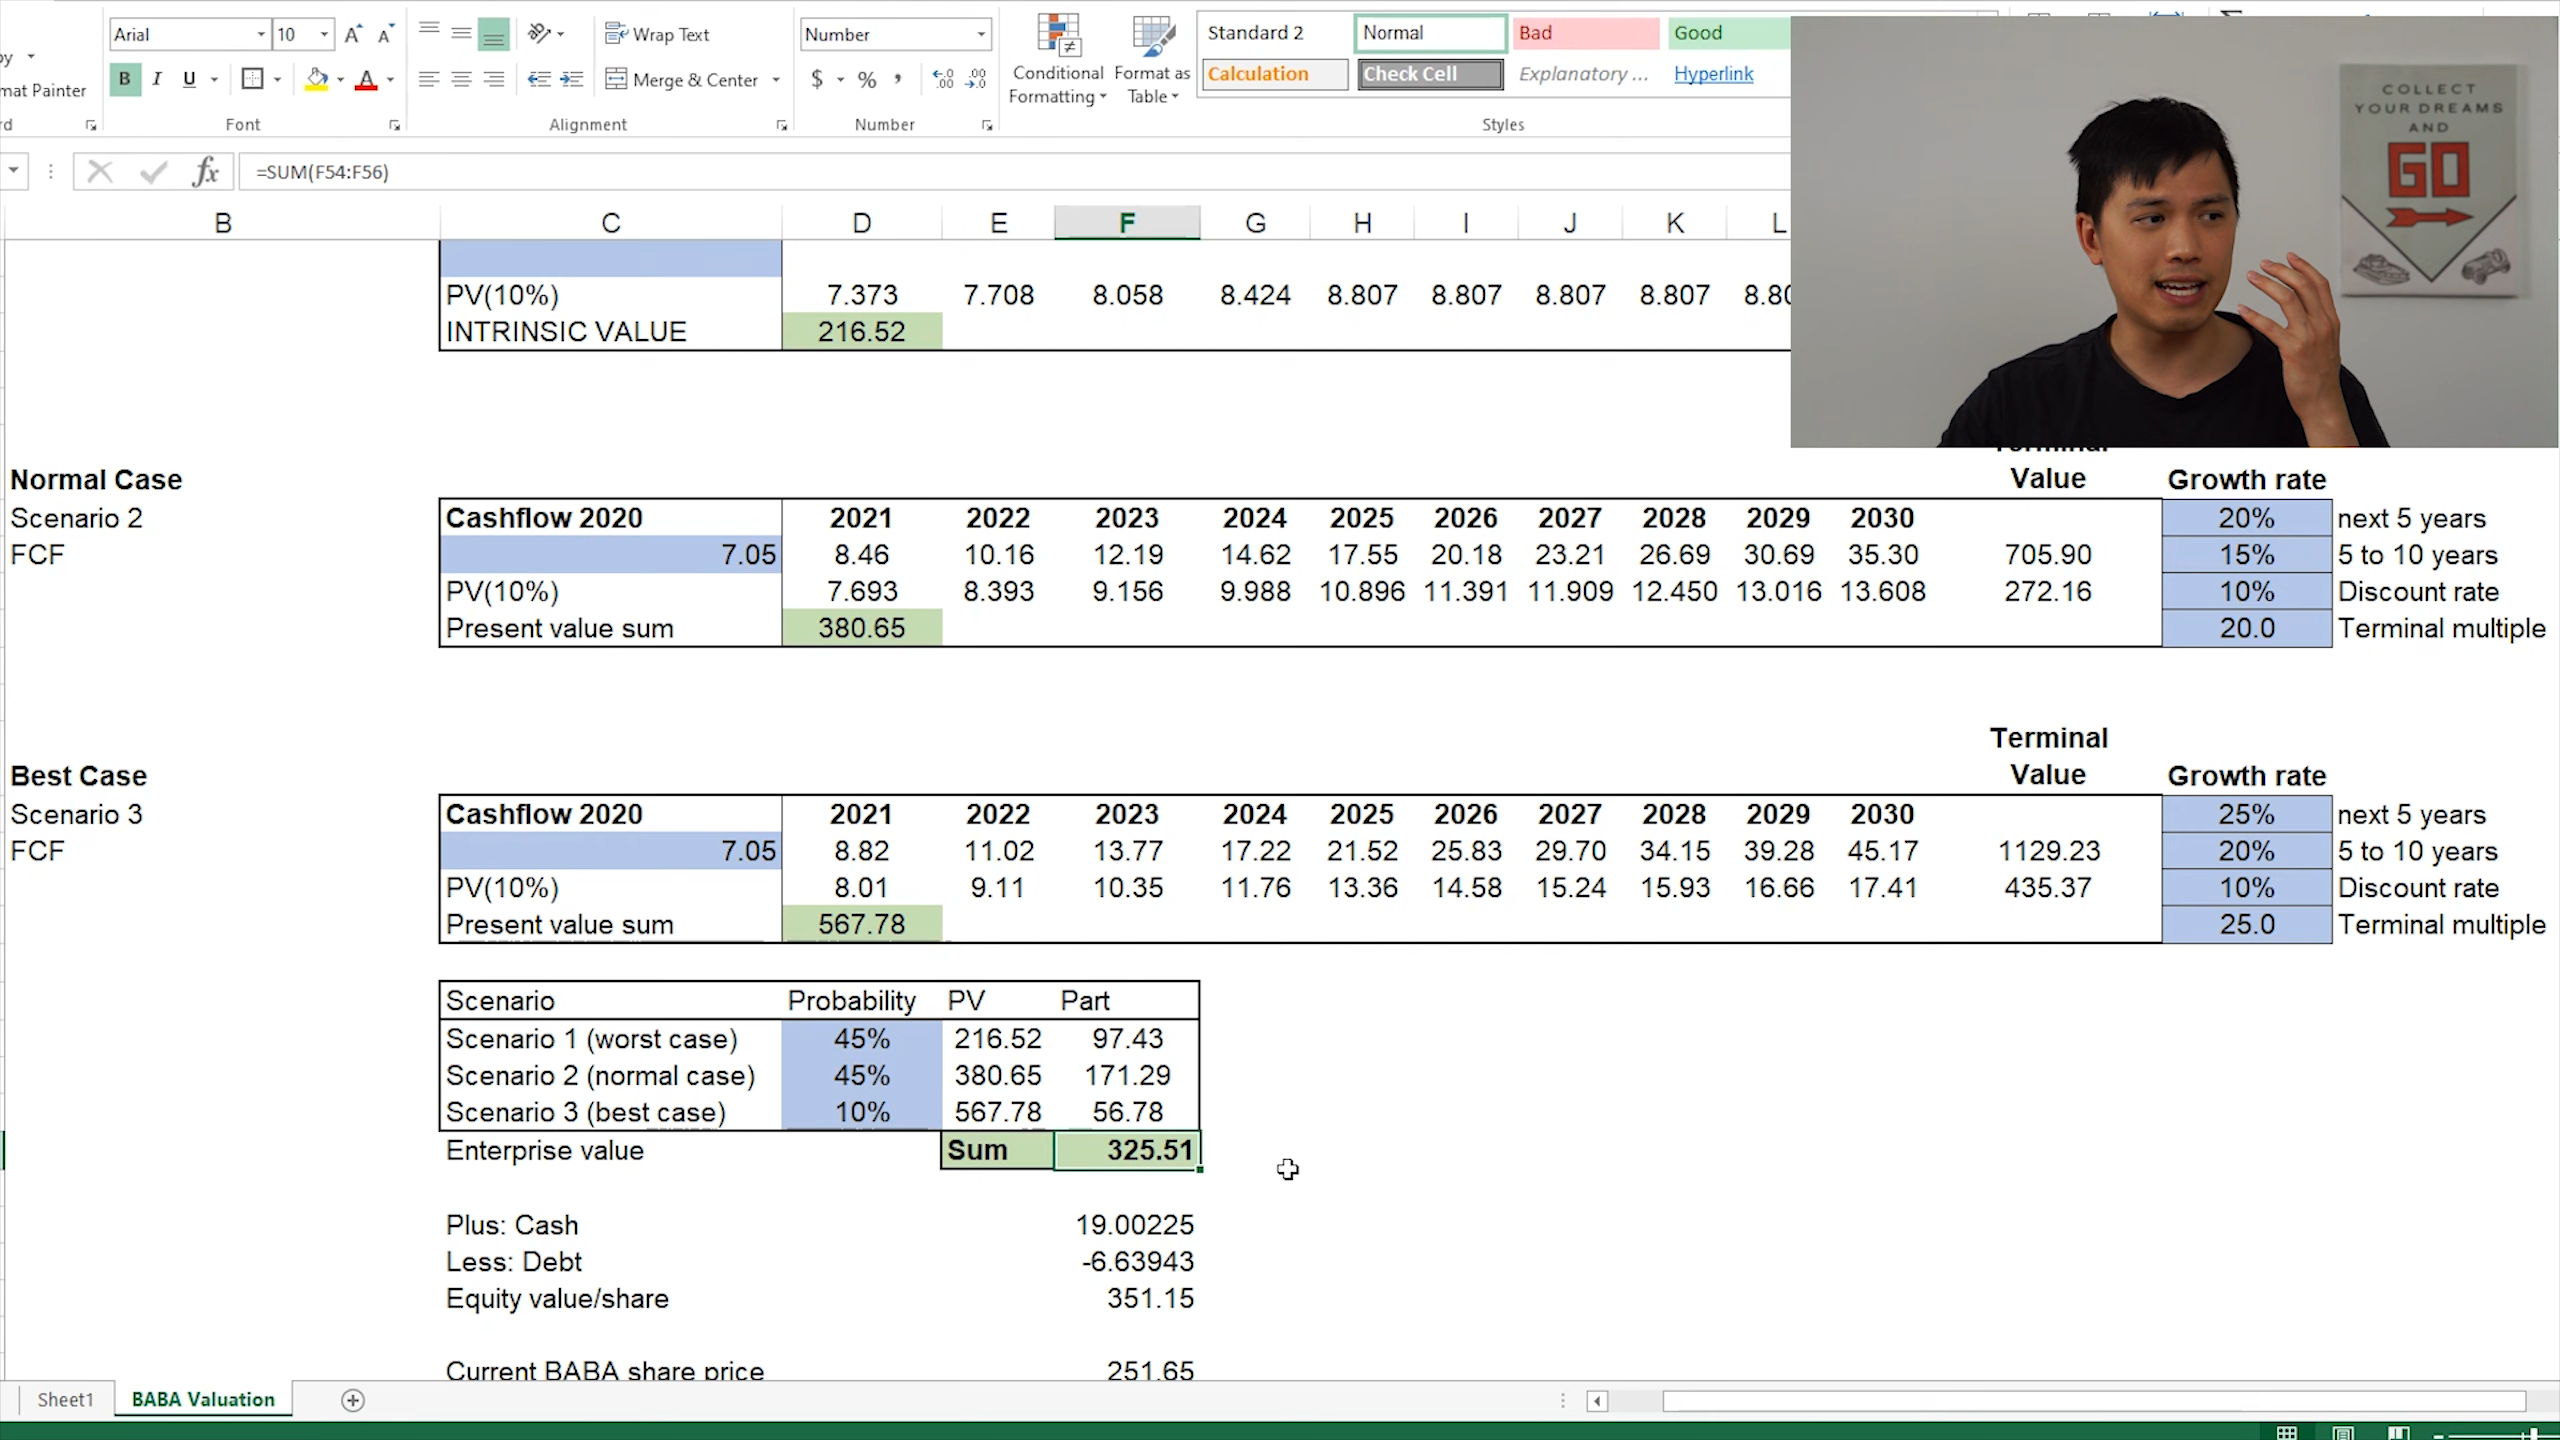 Arial 10 Wrap Text Number Standard 2 Normal Bad Good
mat Painter B I U Merge & Center $ % Conditional Formatting Format as Table Calculation Check Cell Explanatory ... Hyperlink
Font Alignment Number Styles
fx =SUM(F54:F56)
B C D E F G H I J K L
PV(10%) 7.373 7.708 8.058 8.424 8.807 8.807 8.807 8.807
INTRINSIC VALUE 216.52
COLLECT
YOUR DREAMS
AND
GO
Normal Case Value Growth rate
Scenario 2 Cashflow 2020 2021 2022 2023 2024 2025 2026 2027 2028 2029 2030 20% next 5 years
FCF 7.05 8.46 10.16 12.19 14.62 17.55 20.18 23.21 26.69 30.69 35.30 705.90 15% 5 to 10 years
PV(10%) 7.693 8.393 9.156 9.988 10.896 11.391 11.909 12.450 13.016 13.608 272.16 10% Discount rate
Present value sum 380.65 20.0 Terminal multiple
Terminal
Best Case Value Growth rate
Scenario 3 Cashflow 2020 2021 2022 2023 2024 2025 2026 2027 2028 2029 2030 25% next 5 years
FCF 7.05 8.82 11.02 13.77 17.22 21.52 25.83 29.70 34.15 39.28 45.17 1129.23 20% 5 to 10 years
PV(10%) 8.01 9.11 10.35 11.76 13.36 14.58 15.24 15.93 16.66 17.41 435.37 10% Discount rate
Present value sum 567.78 25.0 Terminal multiple
Scenario Probability PV Part
Scenario 1 (worst case) 45% 216.52 97.43
Scenario 2 (normal case) 45% 380.65 171.29
Scenario 3 (best case) 10% 567.78 56.78
Enterprise value Sum 325.51
Plus: Cash 19.00225
Less: Debt -6.63943
Equity value/share 351.15
Current BABA share price 251.65
Sheet1 BABA Valuation